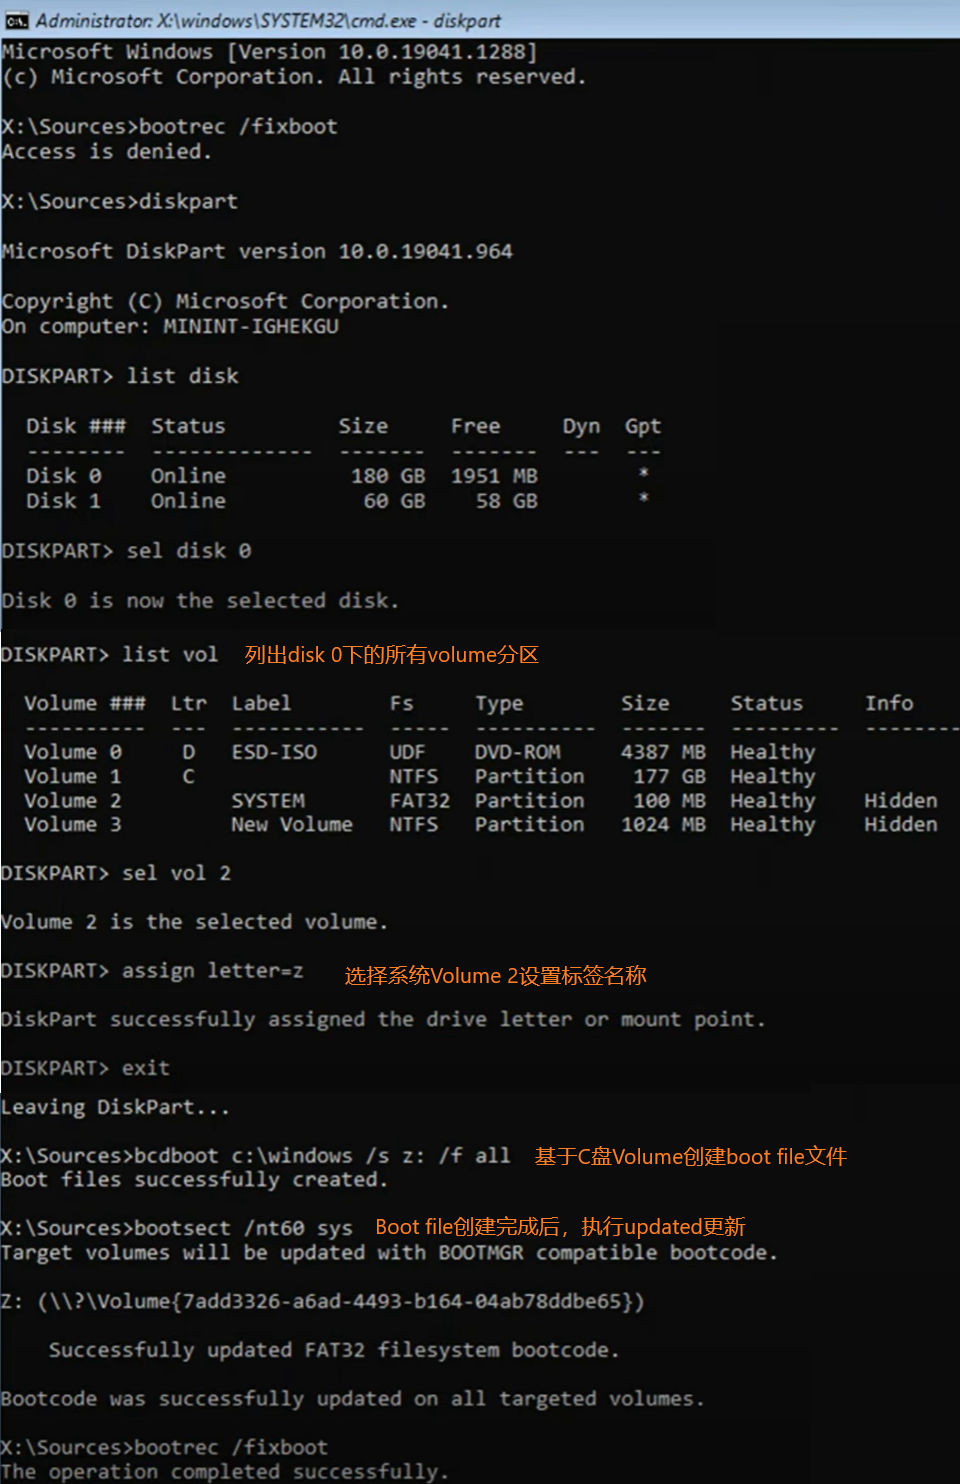 Administrator: X:\windows\SYSTEM32\cmd.exe - diskpart
Microsoft Windows [Version 10.0.19041.1288]
(c) Microsoft Corporation. All rights reserved.
X:\Sources>bootrec /fixboot
Access is denied.
X:\Sources>diskpart
Microsoft DiskPart version 10.0.19041.964
Copyright (C) Microsoft Corporation.
On computer: MININT-IGHEKGU
DISKPART> list disk
Disk ### Status Size Free Dyn Gpt
-------- ------------- ------- ------- --- ---
Disk 0 Online 180 GB 1951 MB *
Disk 1 Online 60 GB 58 GB *
DISKPART> sel disk 0
Disk 0 is now the selected disk.
DISKPART> list vol 列出disk 0下的所有volume分区
Volume ### Ltr Label Fs Type Size Status Info
---------- --- ----------- ----- ---------- ------- --------- --------
Volume 0 D ESD-ISO UDF DVD-ROM 4387 MB Healthy
Volume 1 C NTFS Partition 177 GB Healthy
Volume 2 SYSTEM FAT32 Partition 100 MB Healthy Hidden
Volume 3 New Volume NTFS Partition 1024 MB Healthy Hidden
DISKPART> sel vol 2
Volume 2 is the selected volume.
DISKPART> assign letter=z 选择系统Volume 2设置标签名称
DiskPart successfully assigned the drive letter or mount point.
DISKPART> exit
Leaving DiskPart...
X:\Sources>bcdboot c:\windows /s z: /f all 基于C盘Volume创建boot file文件
Boot files successfully created.
X:\Sources>bootsect /nt60 sys Boot file创建完成后，执行updated更新
Target volumes will be updated with BOOTMGR compatible bootcode.
Z: (\\?\Volume{7add3326-a6ad-4493-b164-04ab78ddbe65})
Successfully updated FAT32 filesystem bootcode.
Bootcode was successfully updated on all targeted volumes.
X:\Sources>bootrec /fixboot
The operation completed successfully.